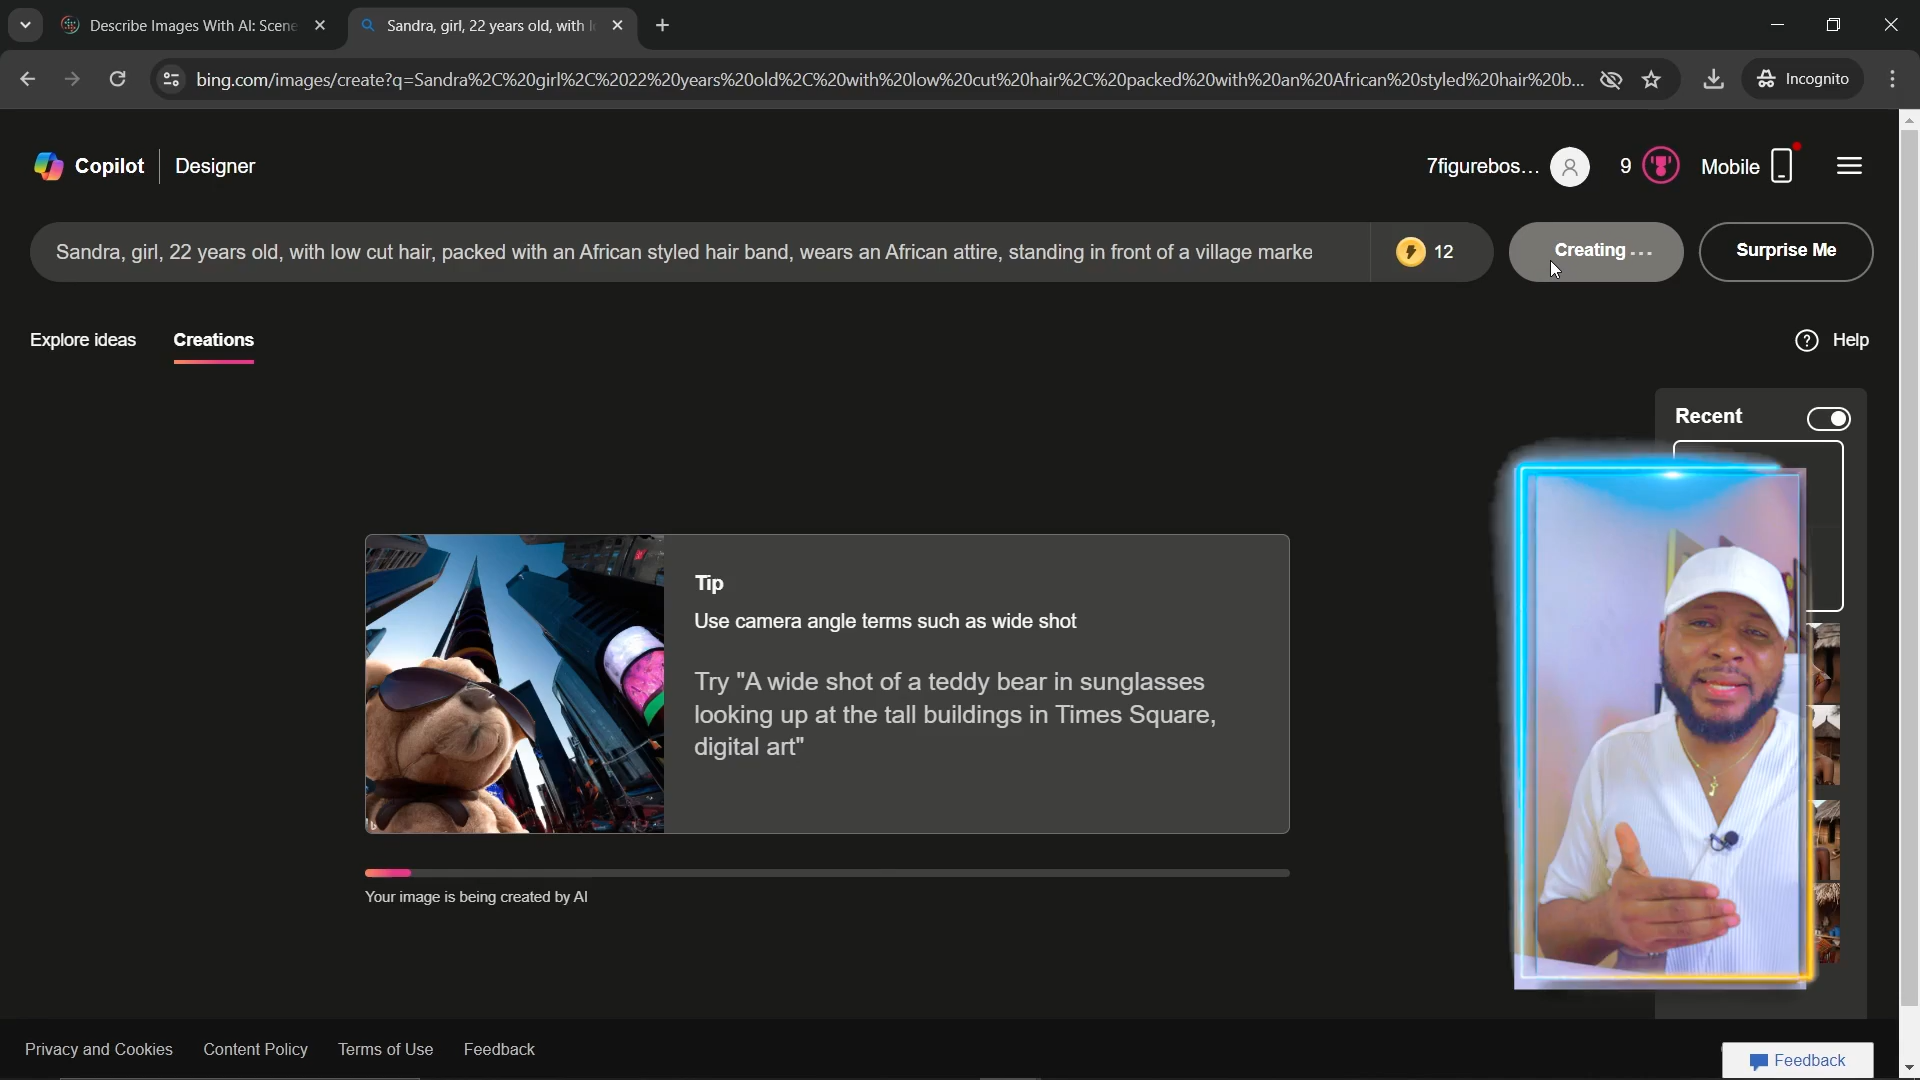 Describe Images With AI: Scene
Sandra, girl, 22 years old, with l
bing.com/images/create?q=Sandra%2C%20girl%2C%2022%20years%20old%2C%20with%20low%20cut%20hair%2C%20packed%20with%20an%20African%20styled%20hair%20b...
Incognito
Copilot
Designer
7figurebos...
9
Mobile
Sandra, girl, 22 years old, with low cut hair, packed with an African styled hair band, wears an African attire, standing in front of a village marke
12
Creating ...
Surprise Me
Explore ideas
Creations
Help
Recent
Tip
Use camera angle terms such as wide shot
Try "A wide shot of a teddy bear in sunglasses
looking up at the tall buildings in Times Square,
digital art"
Your image is being created by AI
Privacy and Cookies
Content Policy
Terms of Use
Feedback
Feedback